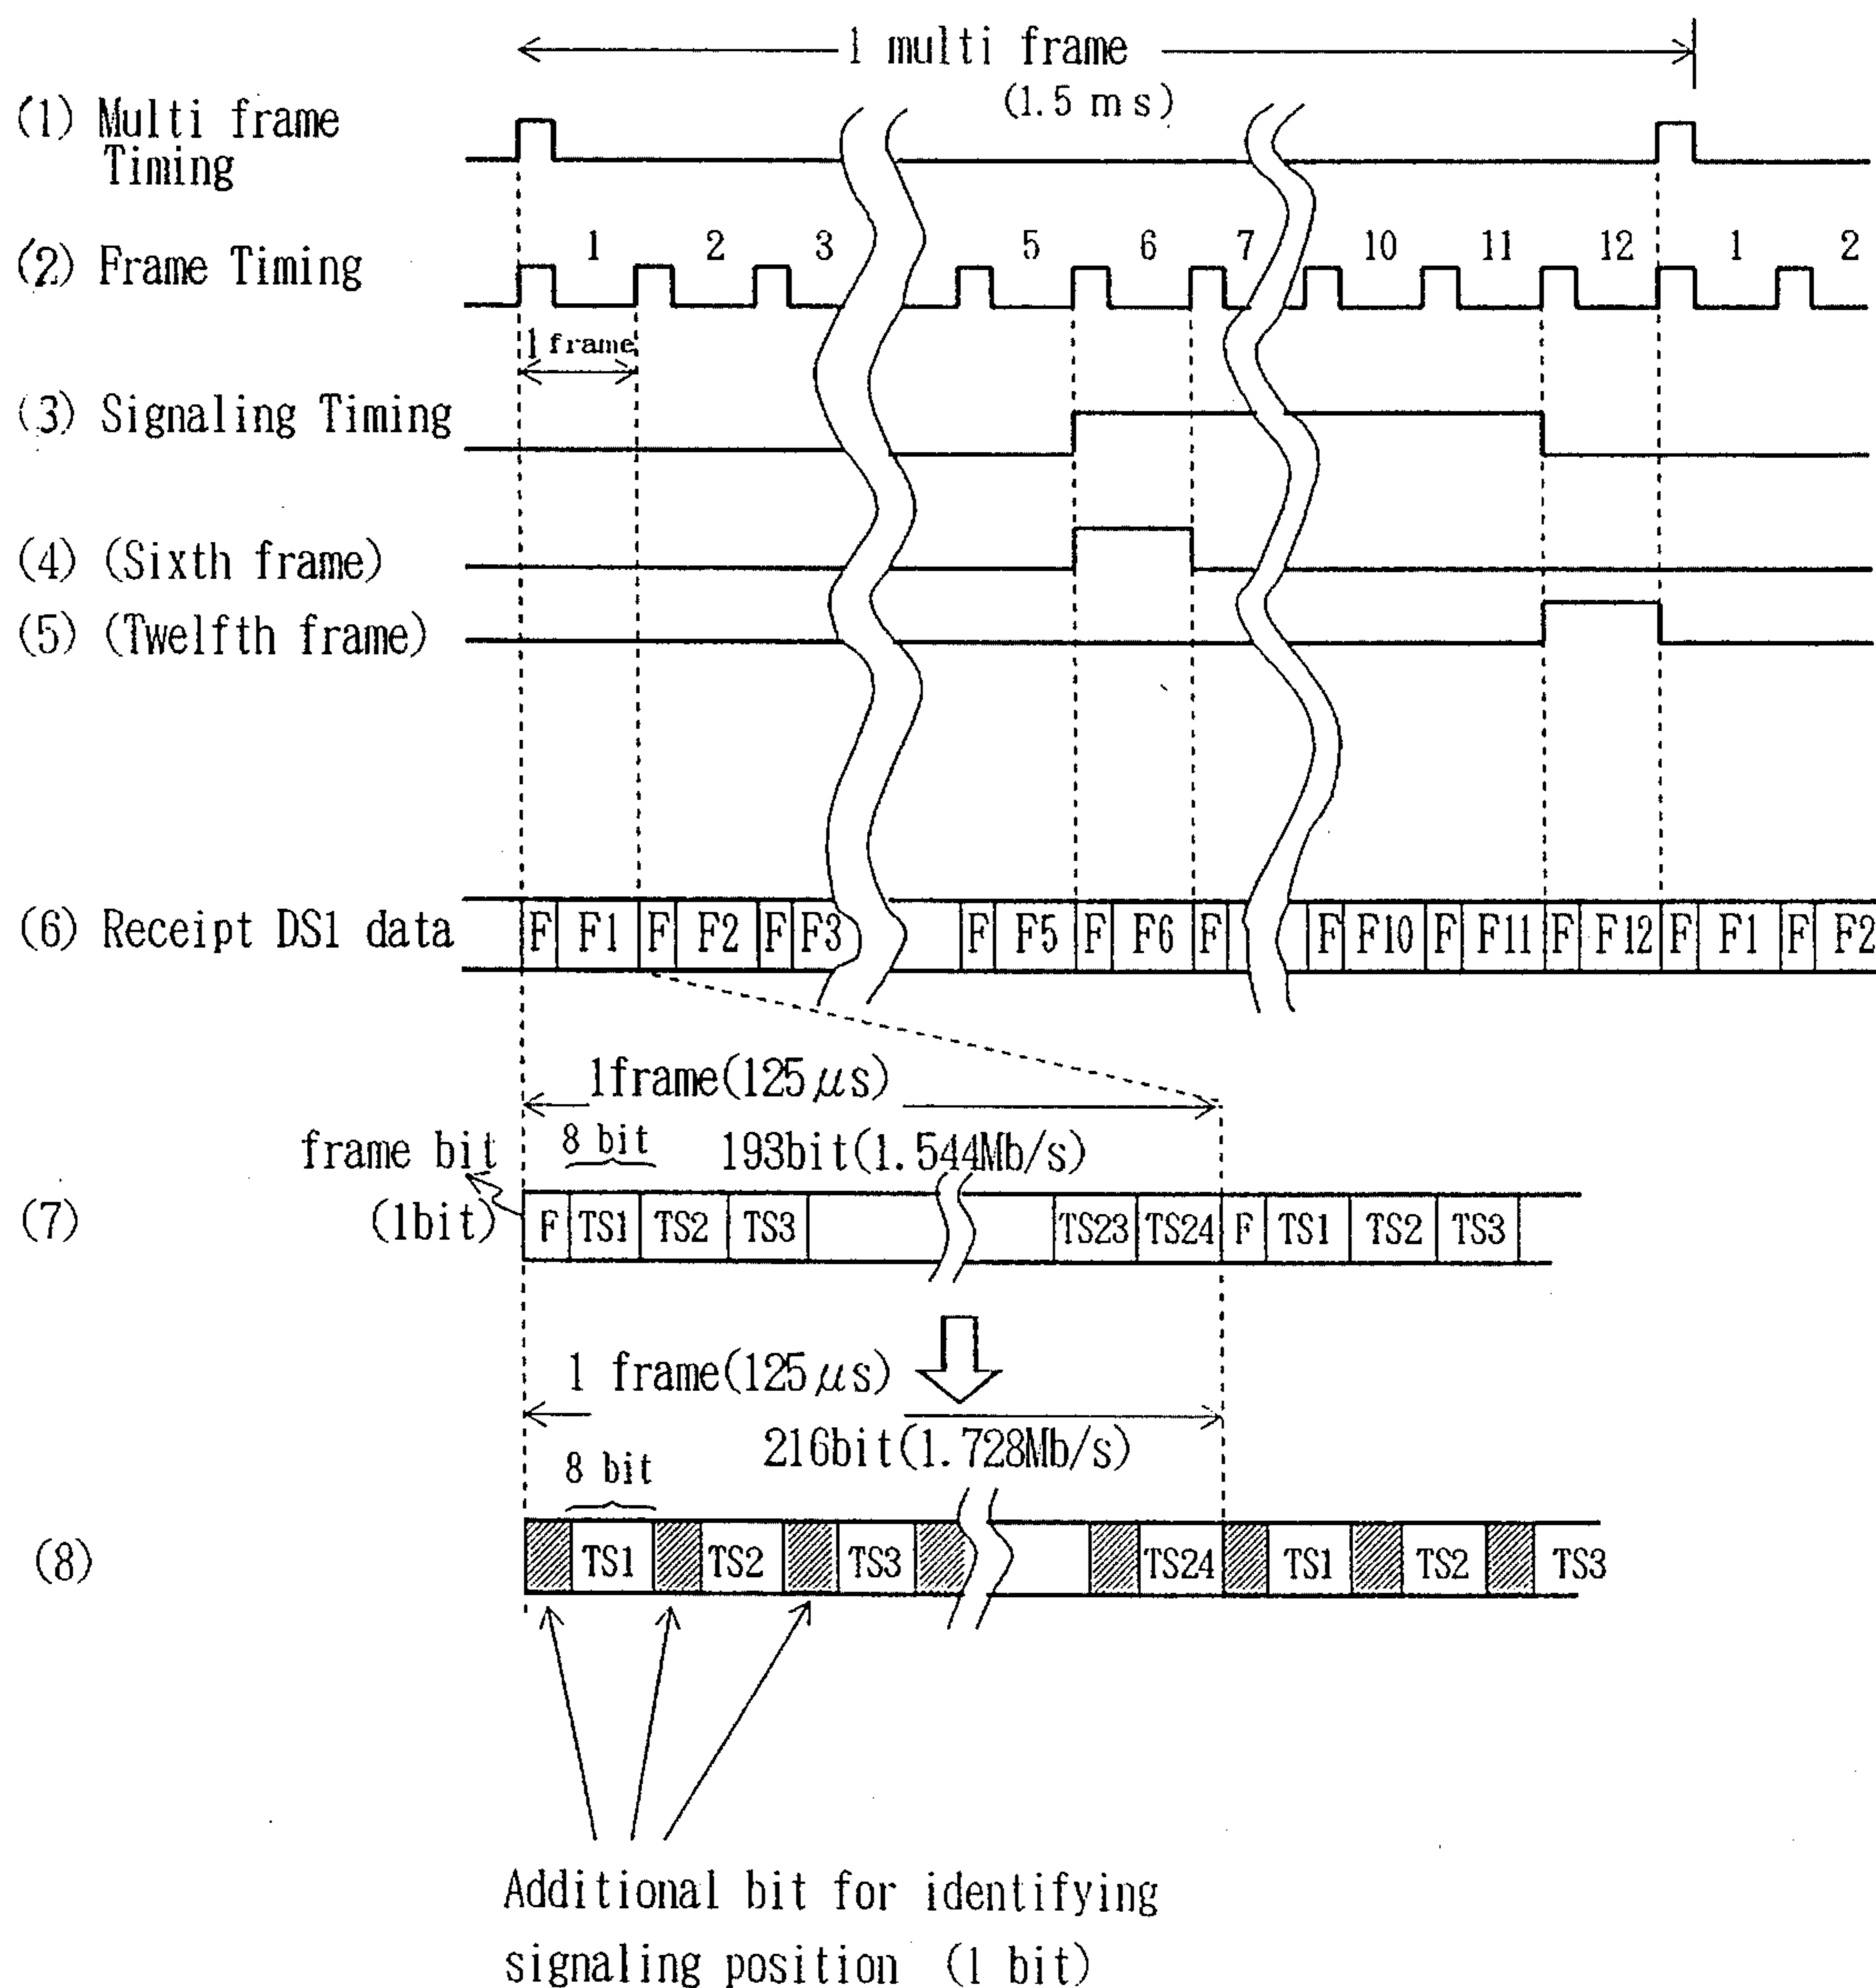 1 multi frame
(1.5 ms)
(1) Multi frame
Timing
1 2 3 5 6 7 10 11 12 1 2
(2) Frame Timing
1 frame
(3) Signaling Timing
(4) (Sixth frame)
(5) (Twelfth frame)
(6) Receipt DS1 data F F1 F F2 F F3 F F5 F F6 F F F10 F F11 F F12 F F1 F F2
1frame(125μs)
frame bit 8 bit 193bit(1.544Mb/s)
(7) (1bit) F TS1 TS2 TS3 TS23 TS24 F TS1 TS2 TS3
1 frame(125μs)
216bit(1.728Mb/s)
8 bit
(8) TS1 TS2 TS3 TS24 TS1 TS2 TS3
Additional bit for identifying
signaling position (1 bit)